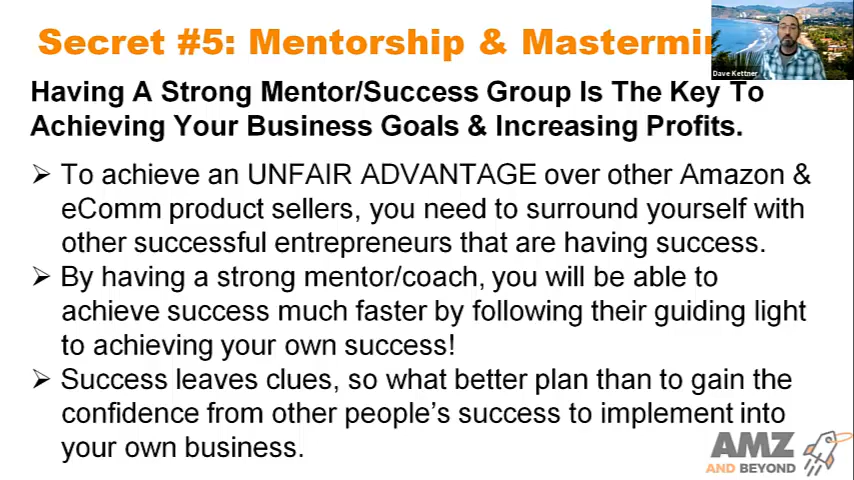 Secret #5: Mentorship & Mastermi
Dave Kettner
Having A Strong Mentor/Success Group Is The Key To
Achieving Your Business Goals & Increasing Profits.
➤ To achieve an UNFAIR ADVANTAGE over other Amazon &
eComm product sellers, you need to surround yourself with
other successful entrepreneurs that are having success.
➤ By having a strong mentor/coach, you will be able to
achieve success much faster by following their guiding light
to achieving your own success!
➤ Success leaves clues, so what better plan than to gain the
confidence from other people’s success to implement into
your own business.
AMZ
AND BEYOND